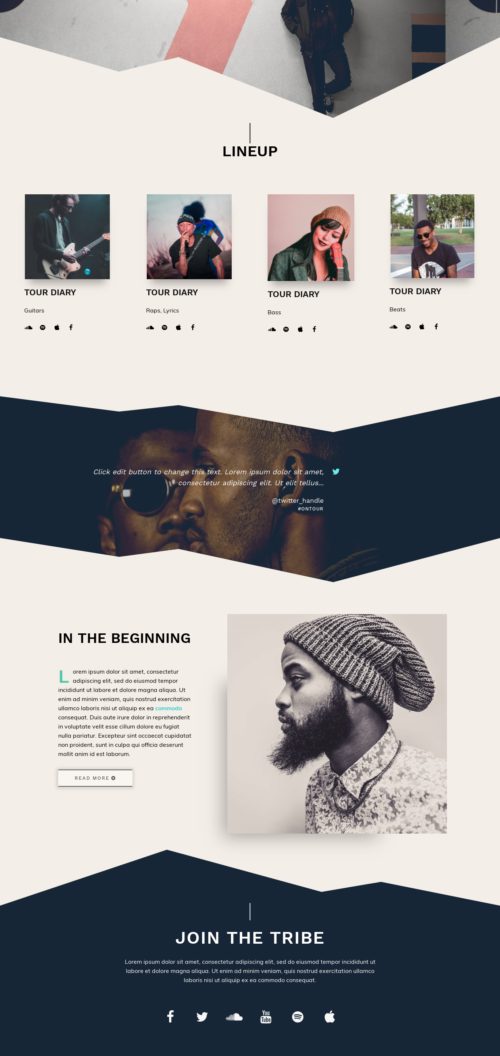 LINEUP
TOUR DIARY
Guitars
TOUR DIARY
Raps, Lyrics
TOUR DIARY
Bass
TOUR DIARY
Beats
Click edit button to change this text. Lorem ipsum dolor sit amet,
consectetur adipiscing elit. Ut elit tellus...
@twitter_handle
#ONTOUR
IN THE BEGINNING
Lorem ipsum dolor sit amet, consectetur
adipiscing elit, sed do eiusmod tempor
incididunt ut labore et dolore magna aliqua. Ut
enim ad minim veniam, quis nostrud exercitation
ullamco laboris nisi ut aliquip ex ea commodo
consequat. Duis aute irure dolor in reprehenderit
in voluptate velit esse cillum dolore eu fugiat
nulla pariatur. Excepteur sint occaecat cupidatat
non proident, sunt in culpa qui officia deserunt
mollit anim id est laborum.
READ MORE
JOIN THE TRIBE
Lorem ipsum dolor sit amet, consectetur adipiscing elit, sed do eiusmod tempor incididunt ut
labore et dolore magna aliqua. Ut enim ad minim veniam, quis nostrud exercitation ullamco
laboris nisi ut aliquip ex ea commodo consequat.
You
Tube